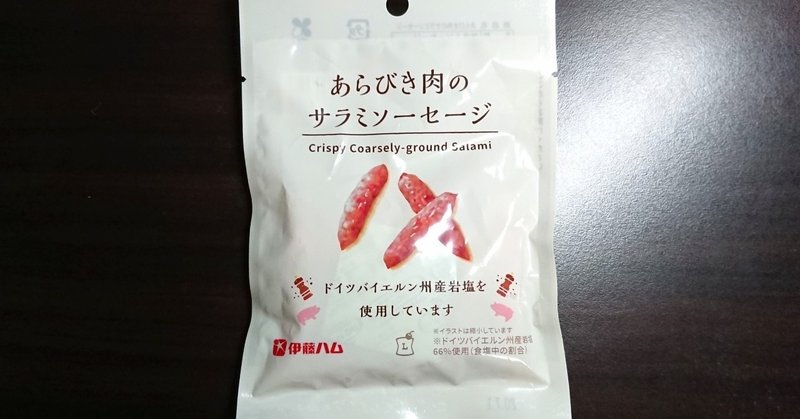 あらびき肉の
サラミソーセージ
Crispy Coarsely-ground Salami
ドイツバイエルン州産岩塩を
使用しています
※イラストは縮小しています
※ドイツバイエルン州産岩塩
66%使用(食塩中の割合)
伊藤ハム
L